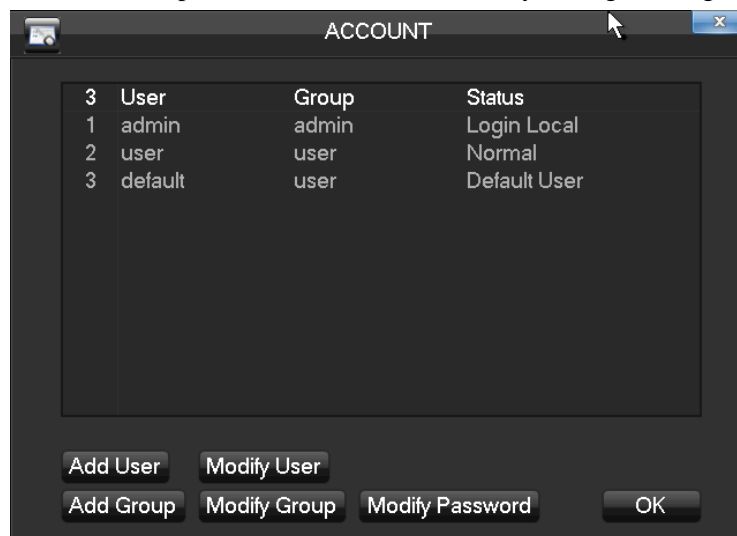 ACCOUNT
x
3 User Group Status
1 admin admin Login Local
2 user user Normal
3 default user Default User
Add User Modify User
Add Group Modify Group Modify Password OK